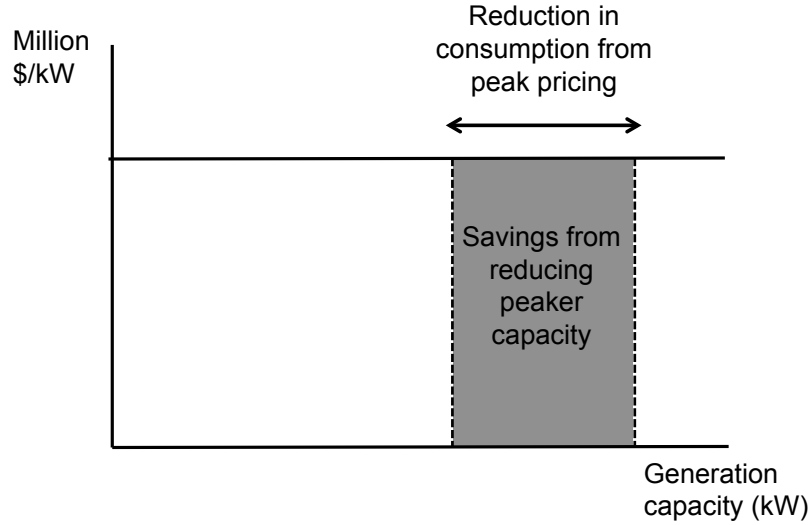 Reduction in
consumption from
peak pricing
Million
$/kW
Savings from
reducing
peaker
capacity
Generation
capacity (kW)